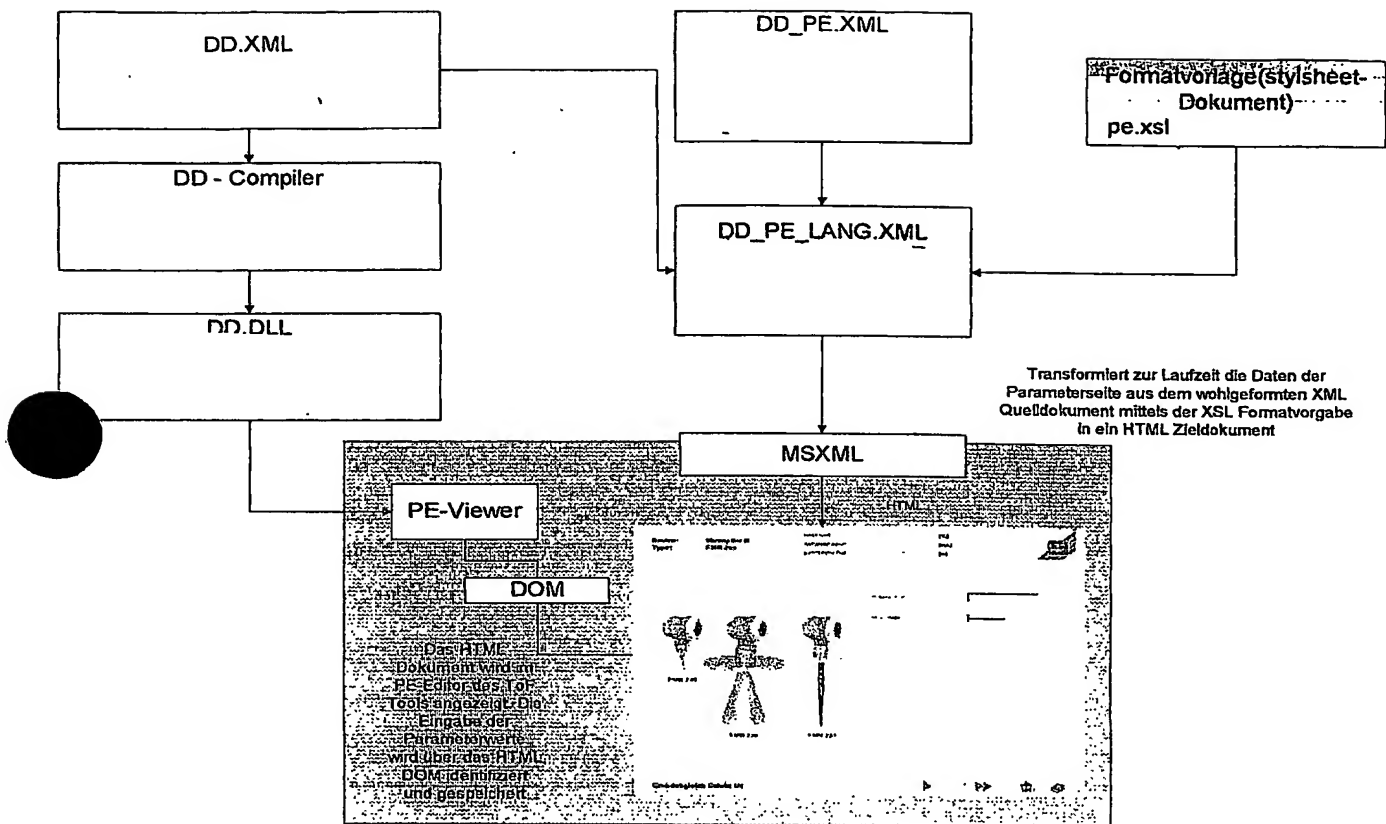 DD.XML
DD_PE.XML
Formatvorlage(stylsheet-
Dokument)
pe.xsl
DD - Compiler
DD_PE_LANG.XML
DD.DLL
Transformiert zur Laufzeit die Daten der
Parameterseite aus dem wohlgeformten XML
Quelldokument mittels der XSL Formatvorgabe
in ein HTML Zieldokument
MSXML
PE-Viewer
HTML
DOM
Das HTML
Dokument wird im
PE-Editor des ToF
Tools angezeigt. Die
Eingabe der
Parameterwerte
wird über das HTML
DOM identifiziert
und gespeichert.